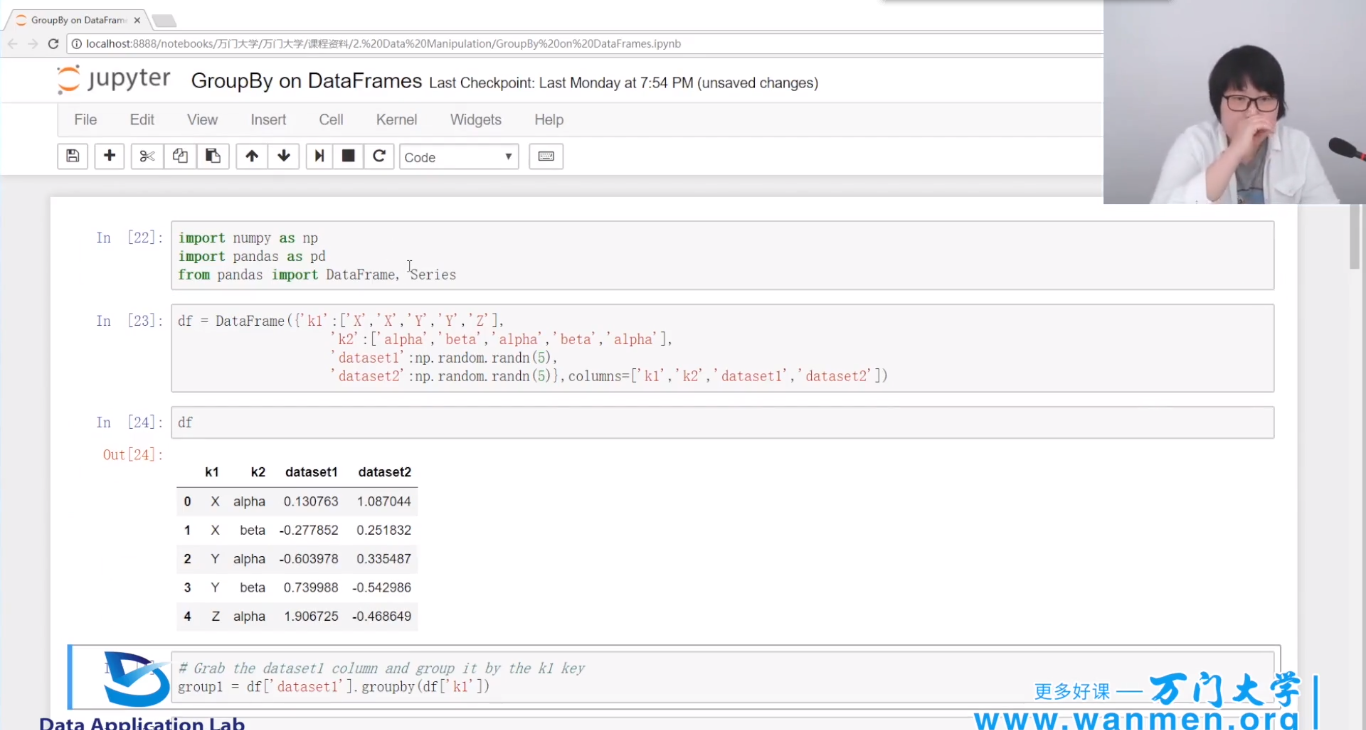 GroupBy on DataFram
localhost:8888/notebooks/万门大学/万门大学/课程资料/2.%20Data%20Manipulation/GroupBy%20on%20DataFrames.ipynb
jupyter GroupBy on DataFrames Last Checkpoint: Last Monday at 7:54 PM (unsaved changes)
File Edit View Insert Cell Kernel Widgets Help
Code
In [22]: import numpy as np
import pandas as pd
from pandas import DataFrame, Series
In [23]: df = DataFrame({'k1':['X','X','Y','Y','Z'],
'k2':['alpha','beta','alpha','beta','alpha'],
'dataset1':np.random.randn(5),
'dataset2':np.random.randn(5)},columns=['k1','k2','dataset1','dataset2'])
In [24]: df
Out[24]:
k1 k2 dataset1 dataset2
0 X alpha 0.130763 1.087044
1 X beta -0.277852 0.251832
2 Y alpha -0.603978 0.335487
3 Y beta 0.739988 -0.542986
4 Z alpha 1.906725 -0.468649
# Grab the dataset1 column and group it by the k1 key
group1 = df['dataset1'].groupby(df['k1'])
更多好课 — 万门大学
www.wanmen.org
Data Application Lab